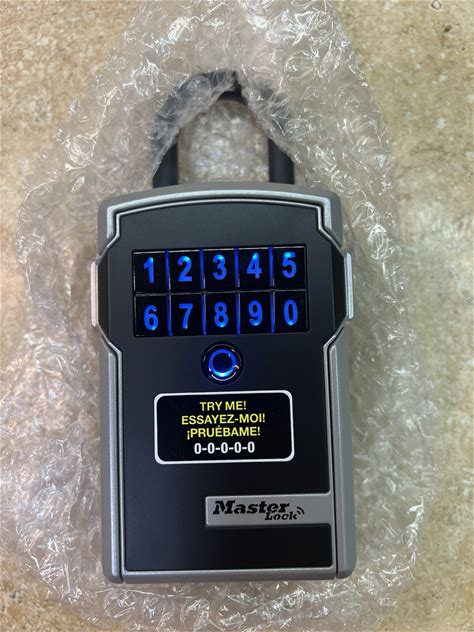 1 2 3 4 5
6 7 8 9 0
TRY ME!
ESSAYEZ-MOI!
¡PRUÉBAME!
0-0-0-0-0
Master
Lock